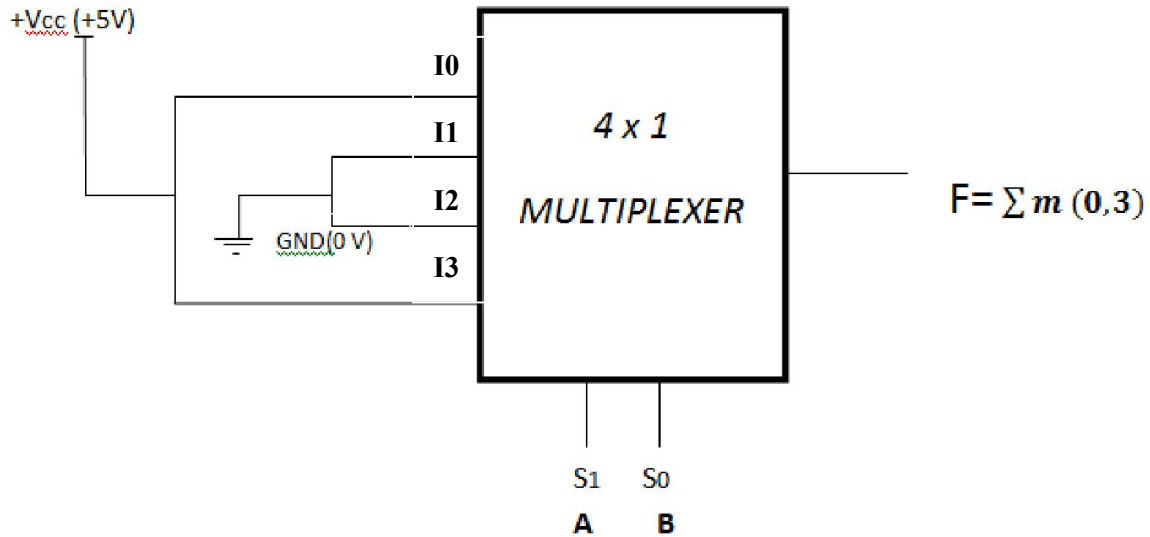 +Vcc (+5V)
I0
I1
I2
GND(0 V)
I3
4 x 1
MULTIPLEXER
F= ∑ m (0,3)
S1 S0
A B